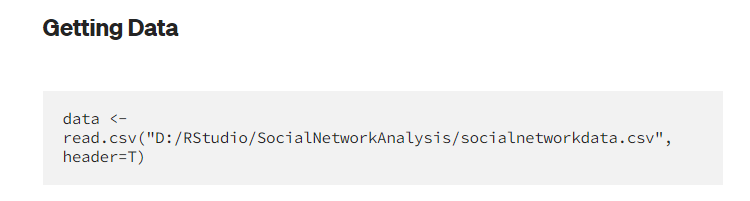 Getting Data
data <-
read.csv("D:/RStudio/SocialNetworkAnalysis/socialnetworkdata.csv",
header=T)